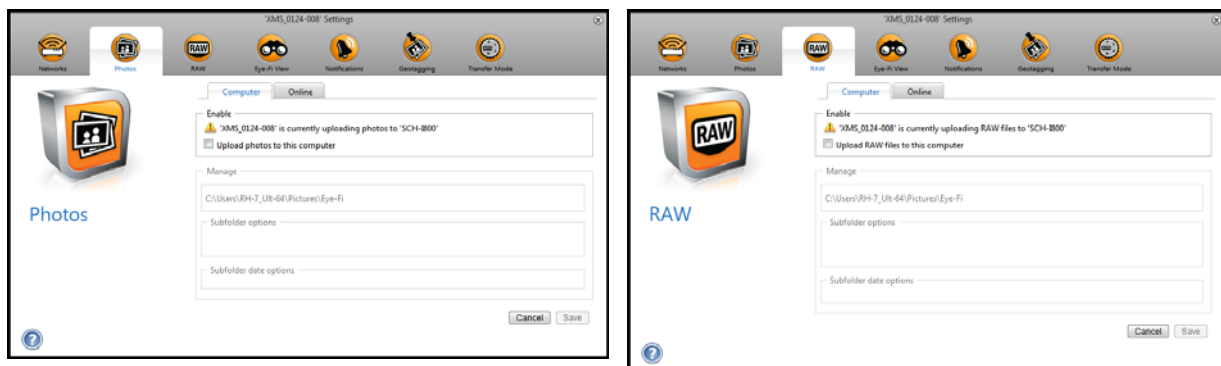 'XMS_0124-008' Settings
Networks Photos RAW Eye-Fi View Notifications Geotagging Transfer Mode
Computer Online
Enable
'XMS_0124-008' is currently uploading photos to 'SCH-I800'
Upload photos to this computer
Manage
C:\Users\RH-7_Ult-64\Pictures\Eye-Fi
Photos
Subfolder options
Subfolder date options
Cancel Save
?
'XMS_0124-008' Settings
Networks Photos RAW Eye-Fi View Notifications Geotagging Transfer Mode
RAW
Computer Online
Enable
'XMS_0124-008' is currently uploading RAW files to 'SCH-I800'
Upload RAW files to this computer
RAW
Manage
C:\Users\RH-7_Ult-64\Pictures\Eye-Fi
RAW
Subfolder options
Subfolder date options
Cancel Save
?